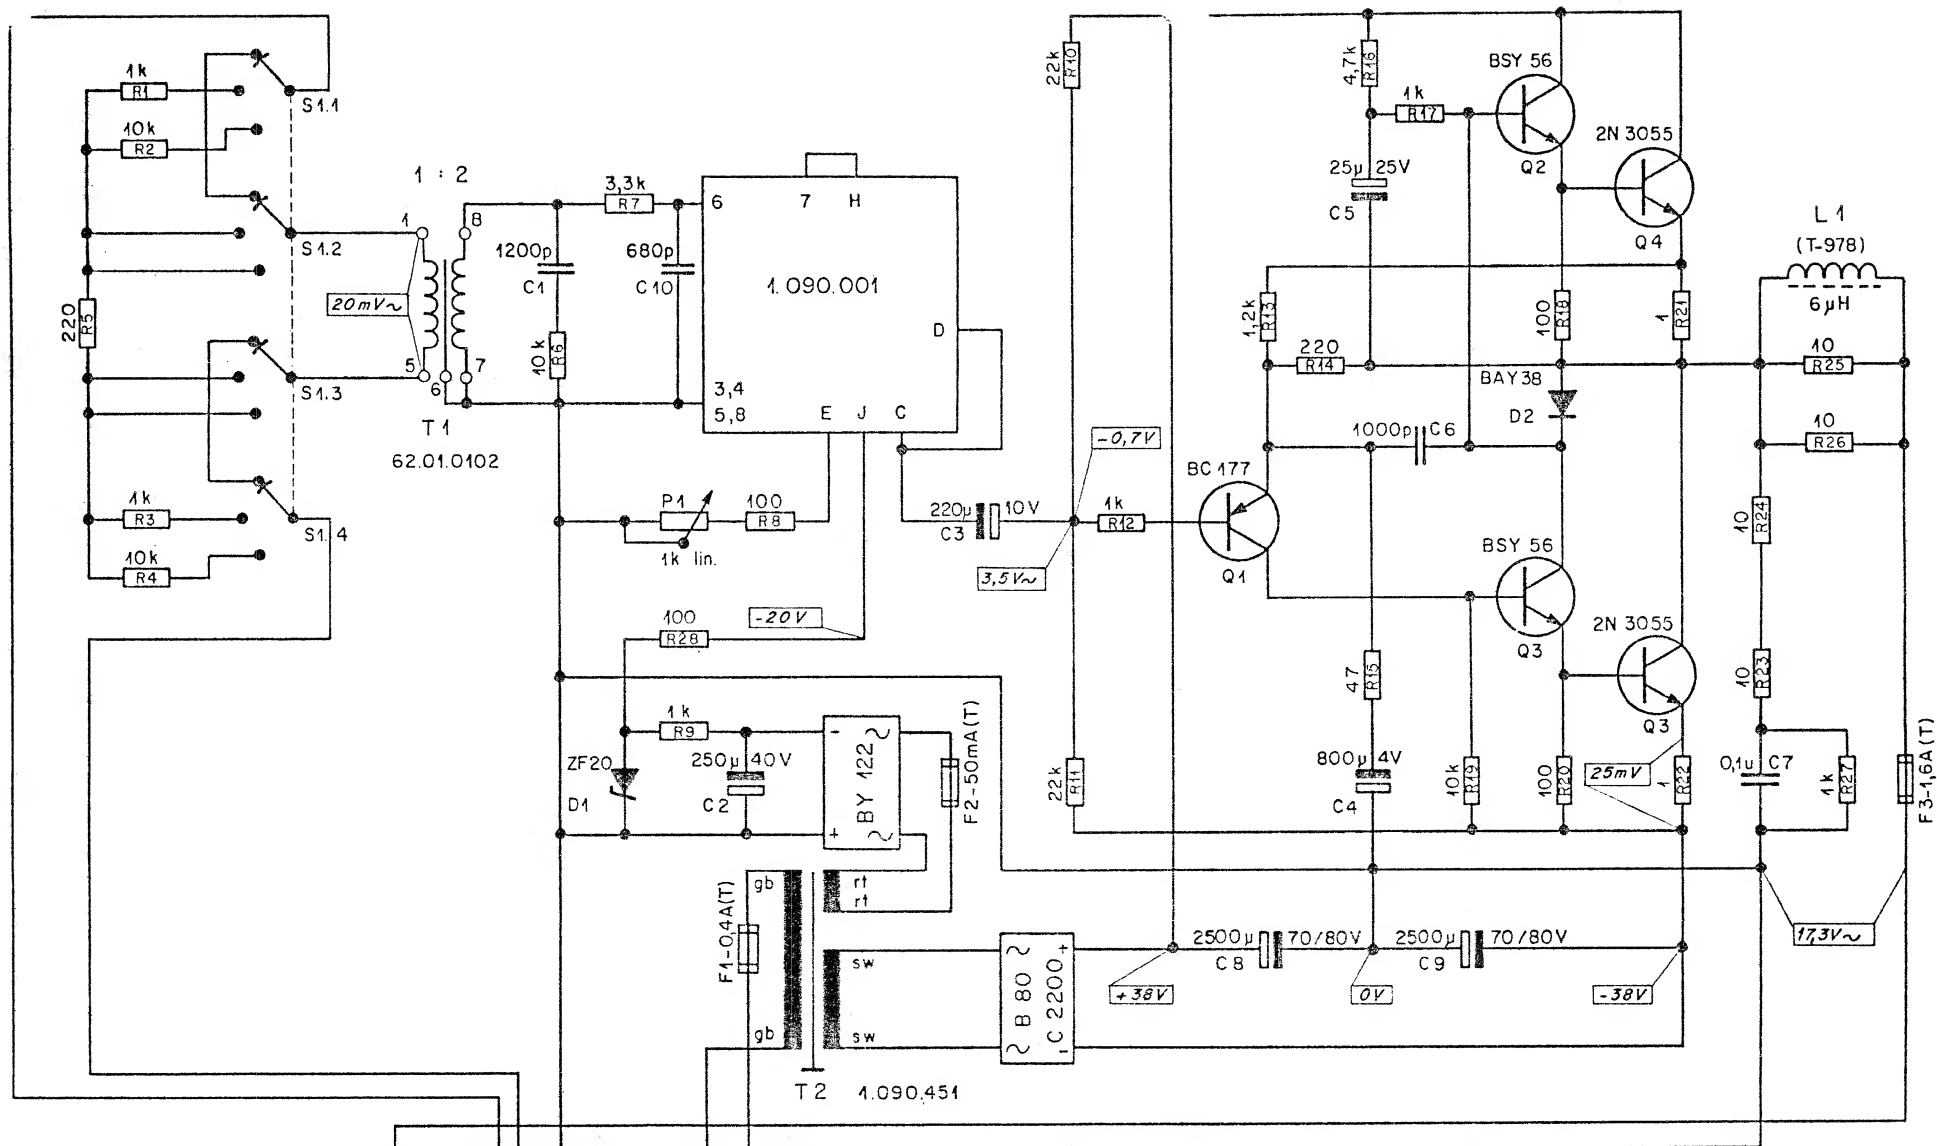 1k
R1
S1.1
10k
R2
S1.2
220
R5
S1.3
1k
R3
10k
R4
S1.4
1 : 2
1
8
5
6
7
20mV~
T1
62.01.0102
1200p
C1
10k
R6
3,3k
R7
680p
C10
6
7
H
1.090.001
D
3,4
5,8
E
J
C
P1
1k lin.
100
R8
100
R28
-20V
220µ
10V
C3
-0,7V
3,5V~
22k
R10
22k
R11
1k
R12
BC 177
Q1
4,7k
R16
1k
R17
25µ
25V
C5
BSY 56
Q2
2N 3055
Q4
1,2k
R13
220
R14
100
R18
1
R21
BAY38
D2
1000p
C6
BSY 56
Q3
2N 3055
Q3
47
R15
800µ
4V
C4
10k
R19
100
R20
25mV
1
R22
L1
(T-978)
6µH
10
R25
10
R26
10
R24
10
R23
0,1u
C7
1k
R27
F3-1,6A(T)
17,3V~
1k
R9
ZF20
D1
250µ
40V
C2
-
~
BY 122
+
~
F2-50mA(T)
F1-0,4A(T)
gb
gb
rt
rt
sw
sw
T2
1.090.451
~
+
B 80
C 2200
~
-
+38V
2500µ
70/80V
C8
0V
2500µ
70/80V
C9
-38V